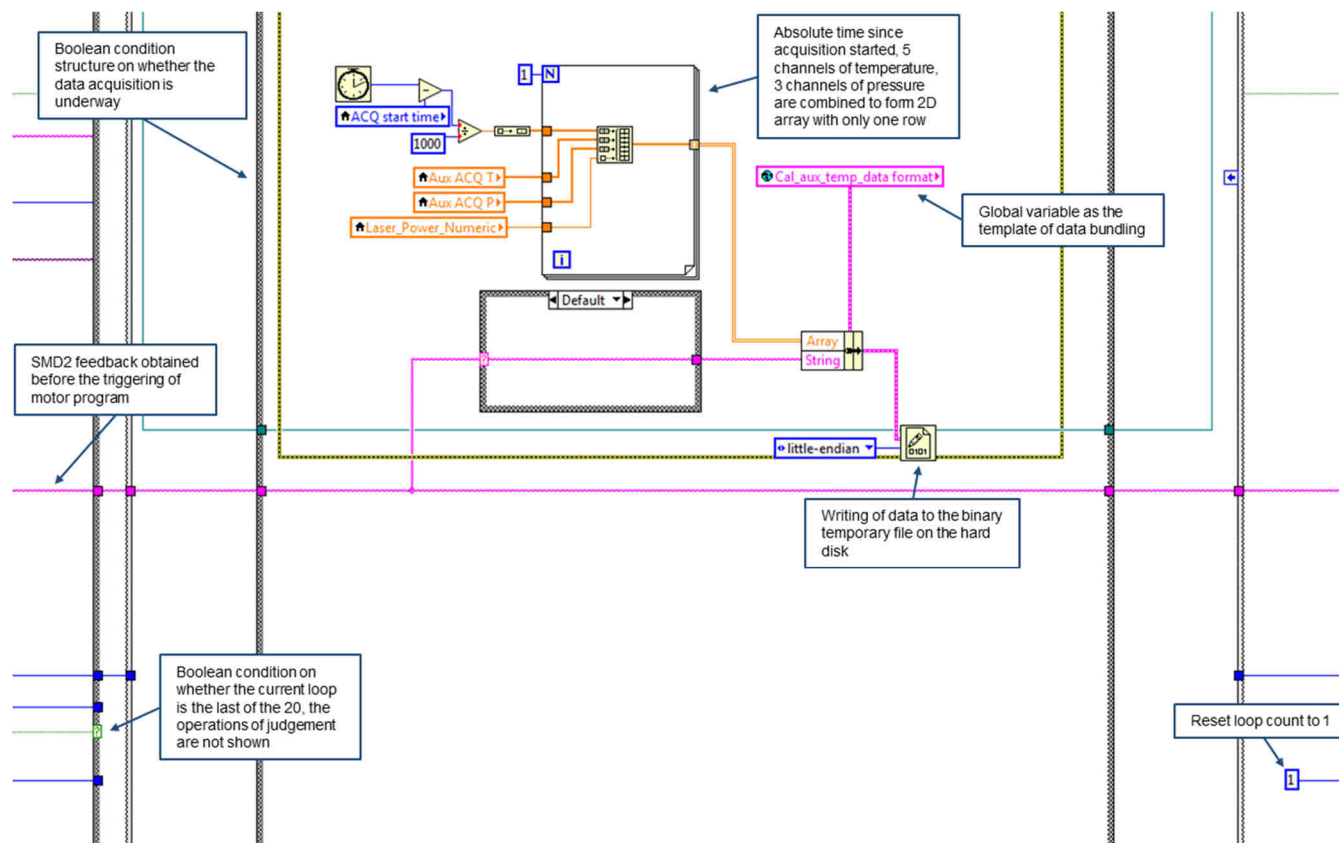 Boolean condition
structure on whether the
data acquisition is
underway
ACQ start time
1000
Aux ACQ T
Aux ACQ P
Laser_Power_Numeric
1
N
i
Absolute time since
acquisition started, 5
channels of temperature,
3 channels of pressure
are combined to form 2D
array with only one row
Cal_aux_temp_data format
Global variable as the
template of data bundling
Default
?
Array
String
SMD2 feedback obtained
before the triggering of
motor program
little-endian
0101
Writing of data to the binary
temporary file on the hard
disk
Boolean condition on
whether the current loop
is the last of the 20, the
operations of judgement
are not shown
?
Reset loop count to 1
1